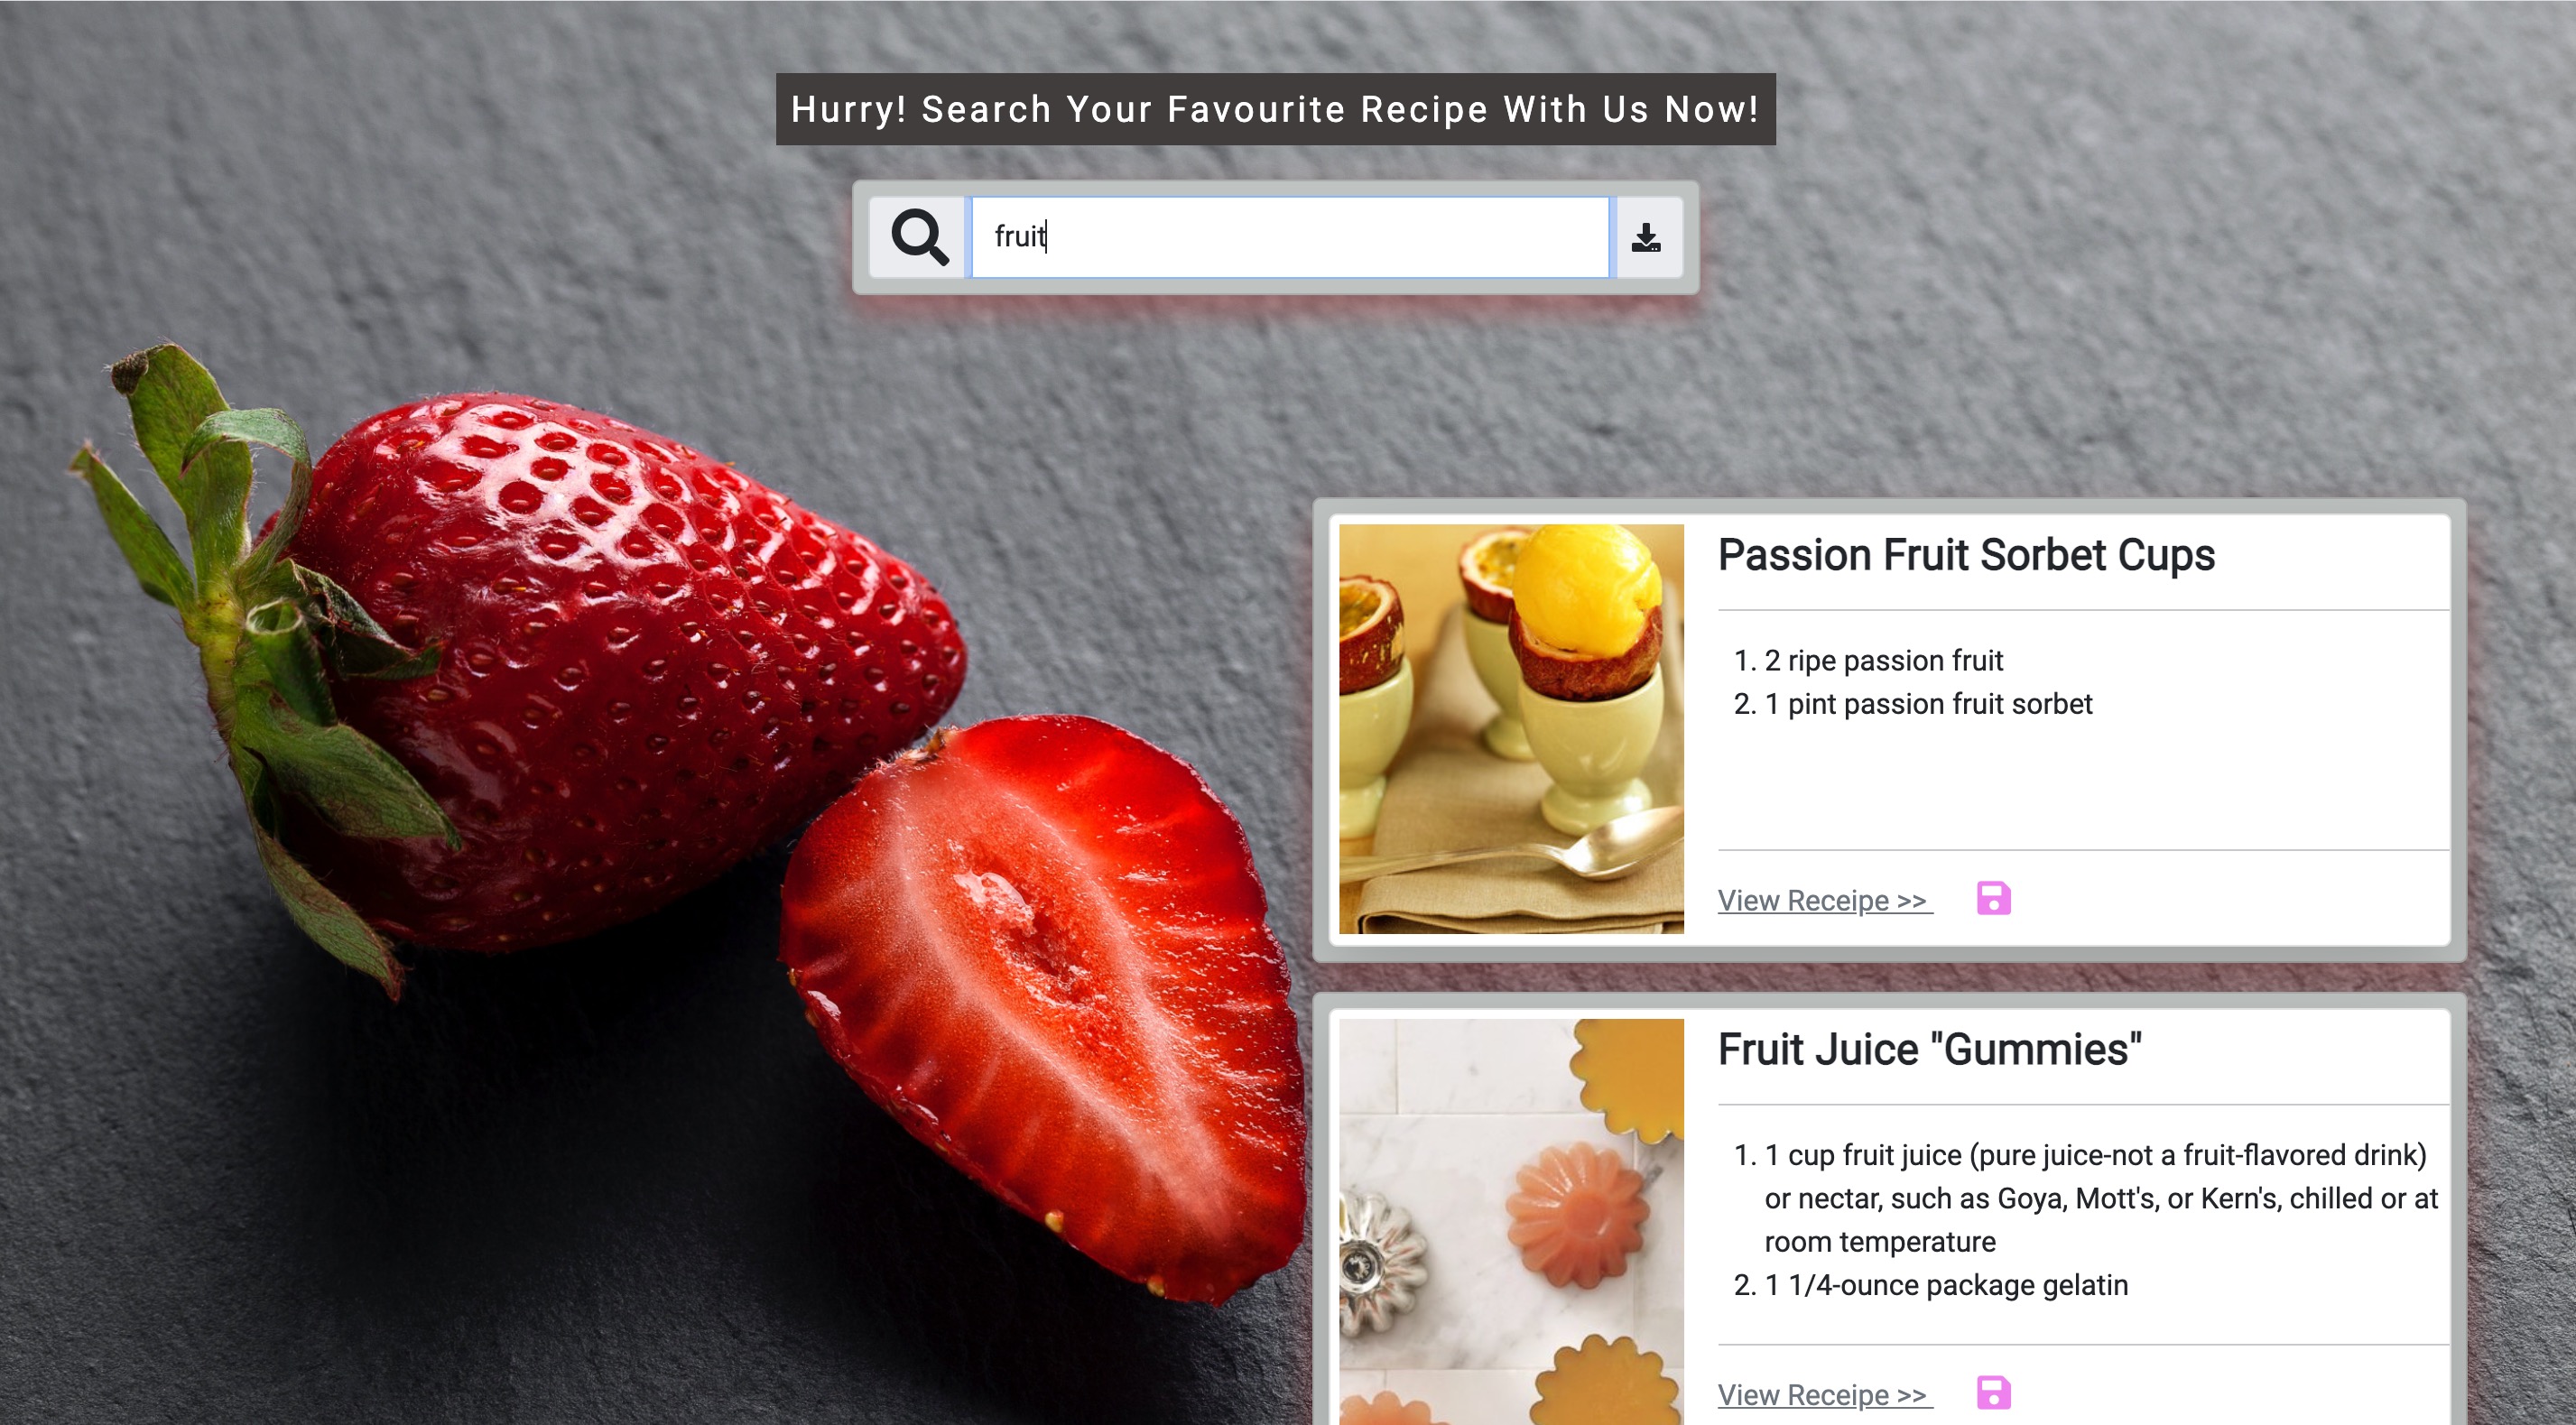 Hurry! Search Your Favourite Recipe With Us Now!
fruit
Passion Fruit Sorbet Cups
1. 2 ripe passion fruit
2. 1 pint passion fruit sorbet
View Receipe >>
Fruit Juice "Gummies"
1. 1 cup fruit juice (pure juice-not a fruit-flavored drink)
or nectar, such as Goya, Mott's, or Kern's, chilled or at
room temperature
2. 1 1/4-ounce package gelatin
View Receipe >>